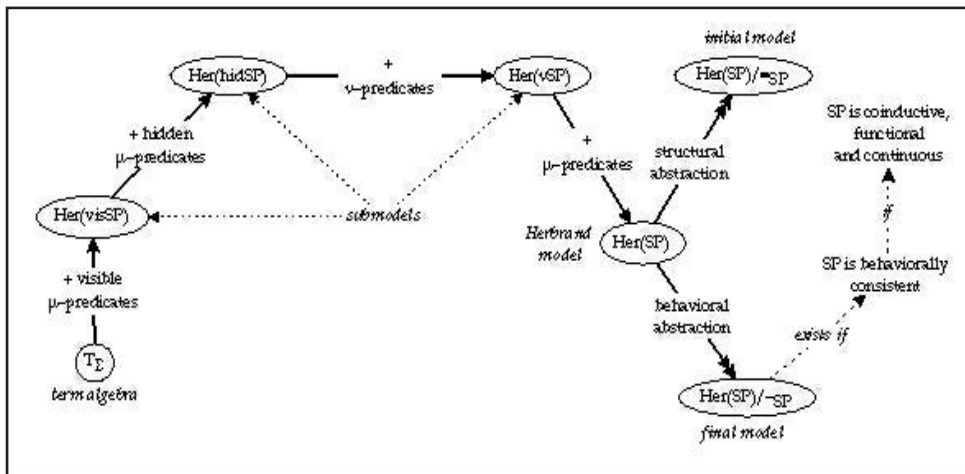 initial model
+
Her(hidSP)
ν-predicates
Her(νSP)
Her(SP)/≡SP
SP is coinductive,
functional
and continuous
+ hidden
μ-predicates
+
μ-predicates
structural
abstraction
Her(visSP)
submodels
if
Herbrand
model
Her(SP)
SP is behaviorally
consistent
+ visible
μ-predicates
behavioral
abstraction
exists if
TΣ
term algebra
Her(SP)/~SP
final model